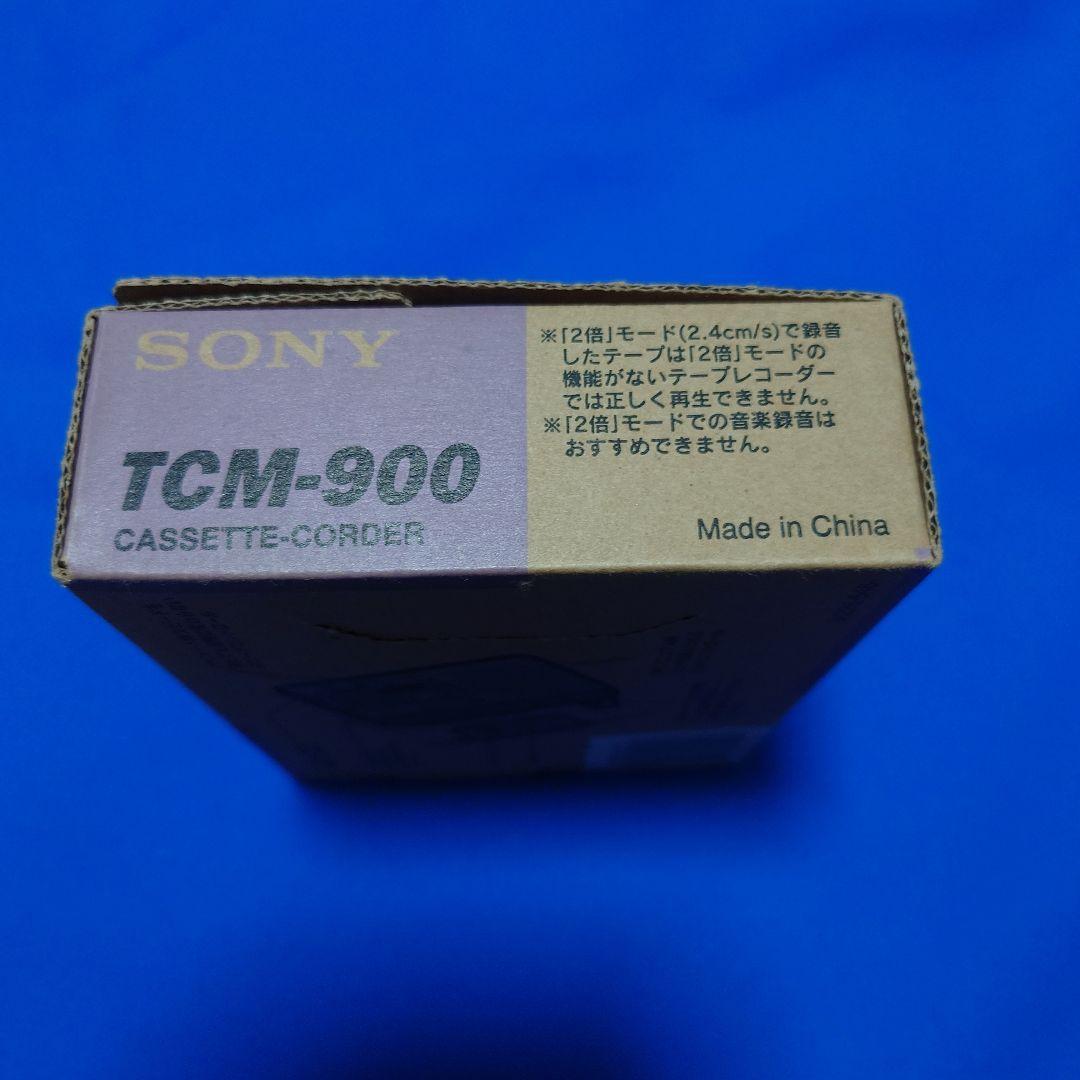 SONY
TCM-900
CASSETTE-CORDER
※「2倍」モード(2.4cm/s)で録音
したテープは「2倍」モードの
機能がないテープレコーダー
では正しく再生できません。
※「2倍」モードでの音楽録音は
おすすめできません。
Made in China